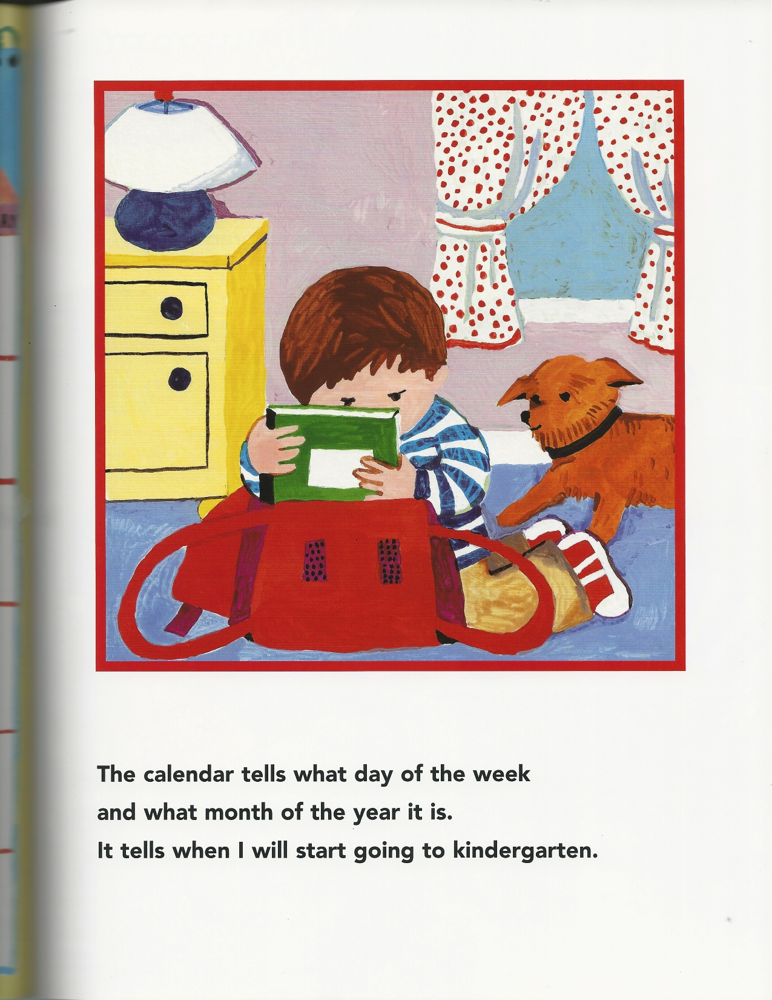 The calendar tells what day of the week
and what month of the year it is.
It tells when I will start going to kindergarten.